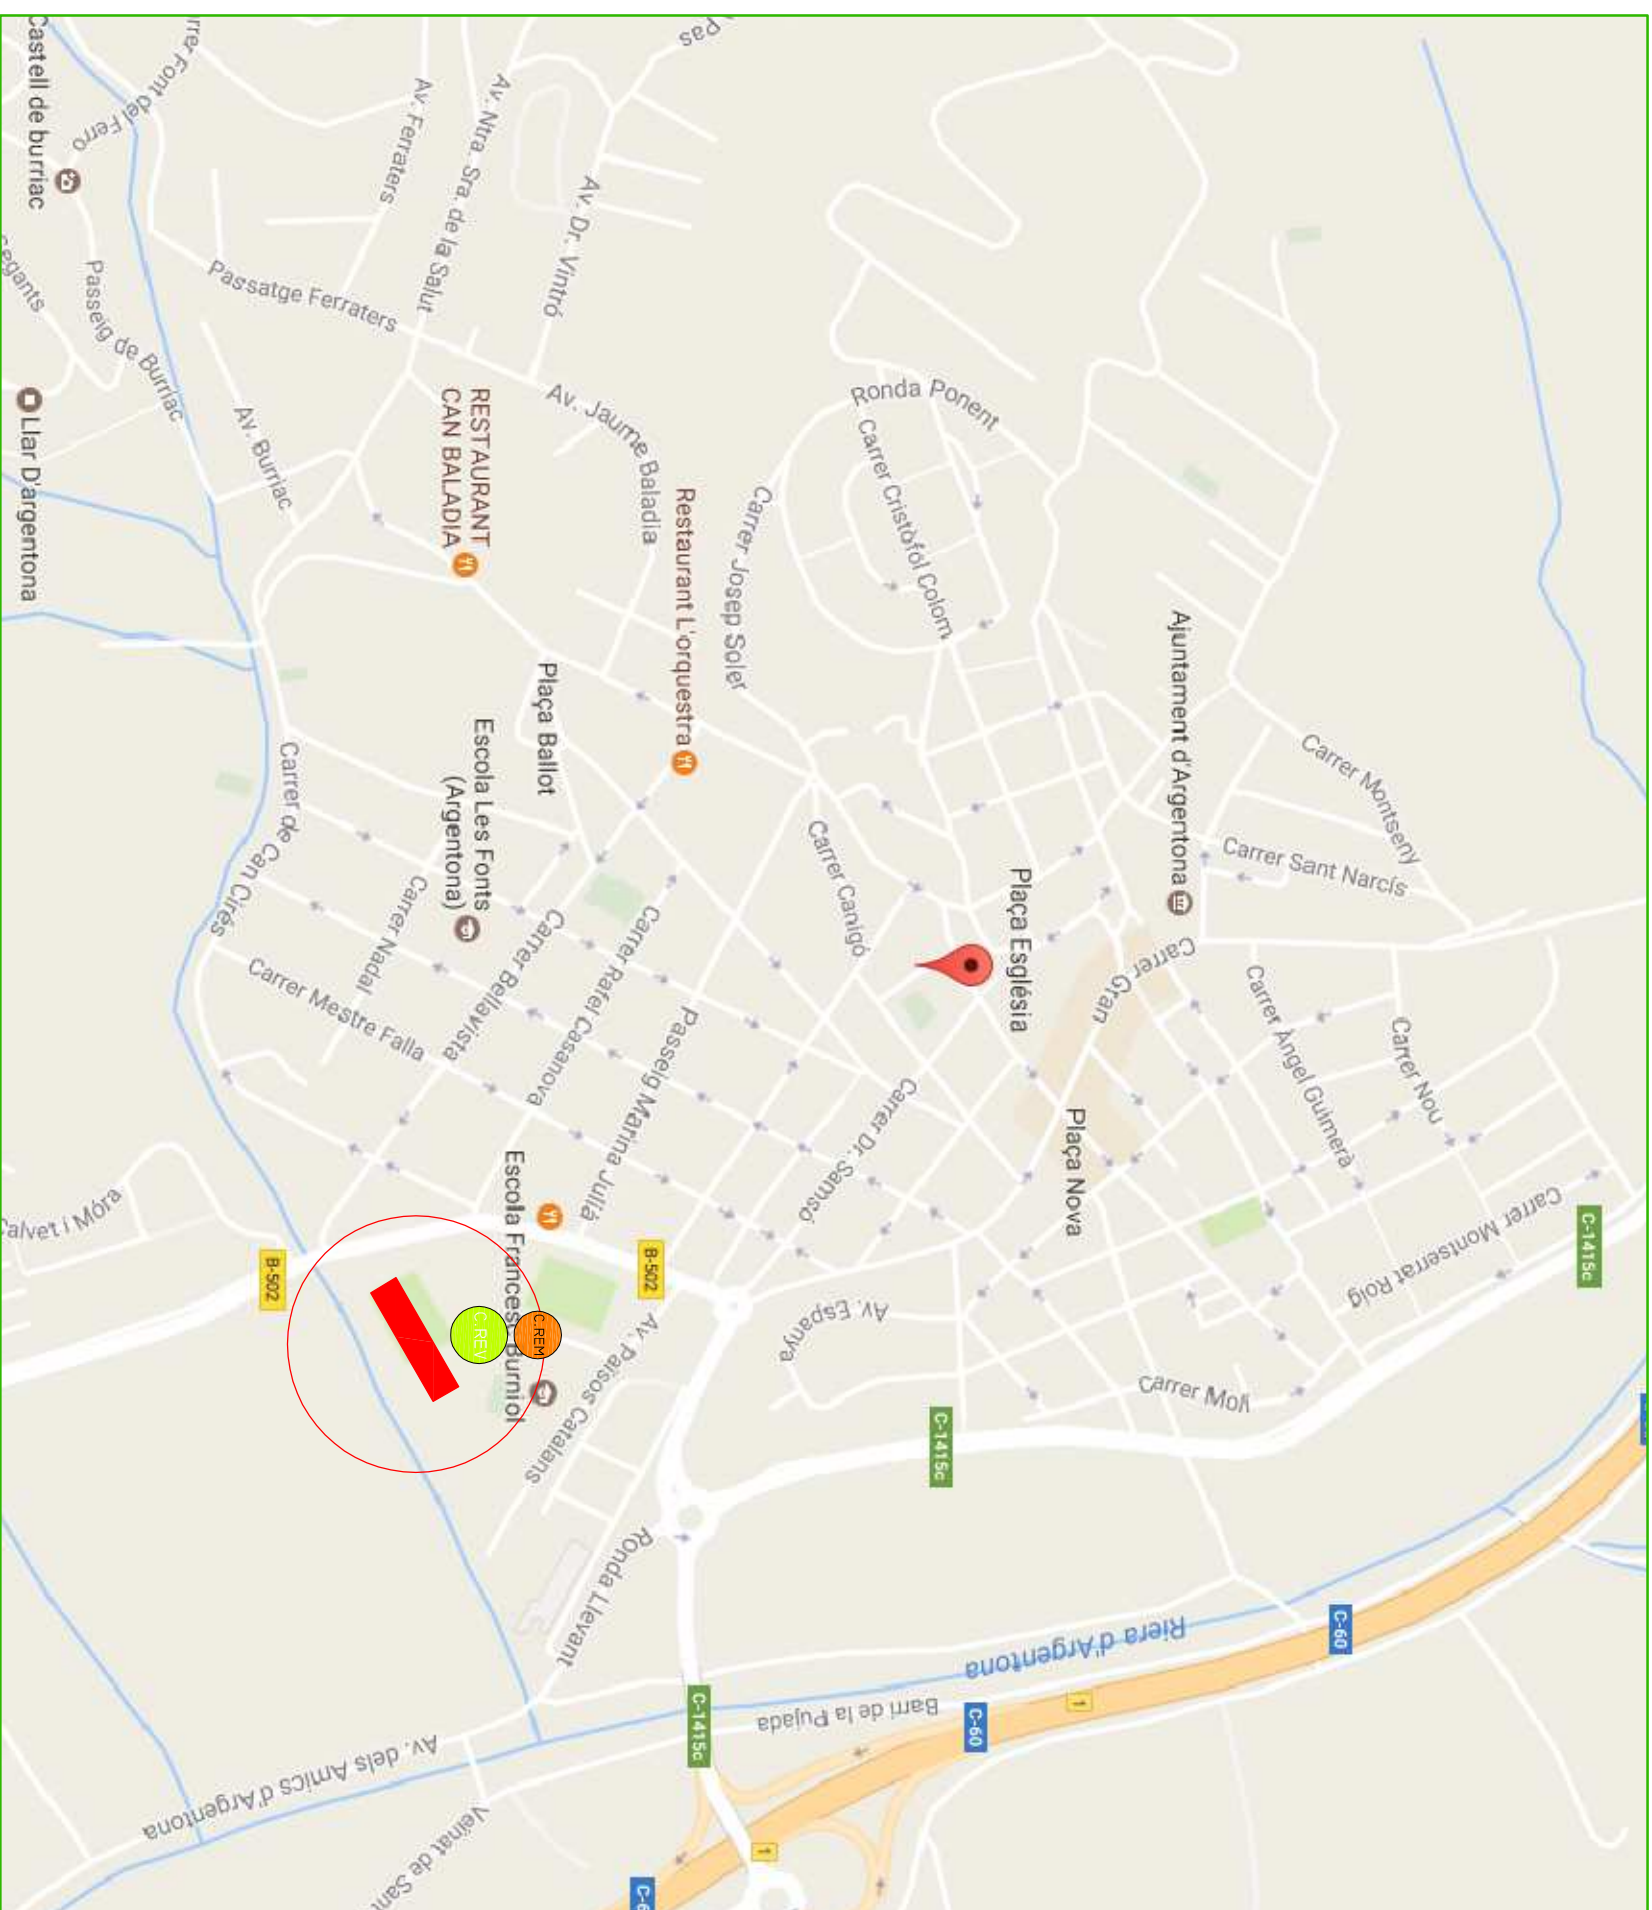 Castell de burriac
Passeig de Burriac
Llar D'argentona
Av. Ferraters
Av. Ntra. Sra. de la Salut
Passatge Ferraters
Av. Dr. Vintró
Av. Burriac
Av. Jaume Baladia
RESTAURANT
CAN BALADIA
Restaurant L'orquestra
Ronda Ponent
Carrer Cristòfol Colom
Carrer Josep Soler
Ajuntament d'Argentona
Carrer Montseny
Carrer Sant Narcís
Plaça Ballot
Escola Les Fonts
(Argentona)
Carrer de Can Cirés
Carrer Nadal
Carrer Mestre Falla
Carrer Bellavista
Carrer Rafel Casanova
Passeig Marina Julià
Carrer Canigó
Plaça Església
Carrer Gran
Carrer Àngel Guimerà
Carrer Nou
Plaça Nova
Carrer Dr. Samsó
Carrer Montserrat Roig
C-1415c
Escola Francesc Burniol
B-502
B-502
C.REV
C.REM
Av. Països Catalans
Av. Espanya
Carrer Molí
C-1415c
Ronda Llevant
Riera d'Argentona
C-60
C-60
1
Barri de la Pujada
C-1415c
Av. dels Amics d'Argentona
Veïnat de Sant
1